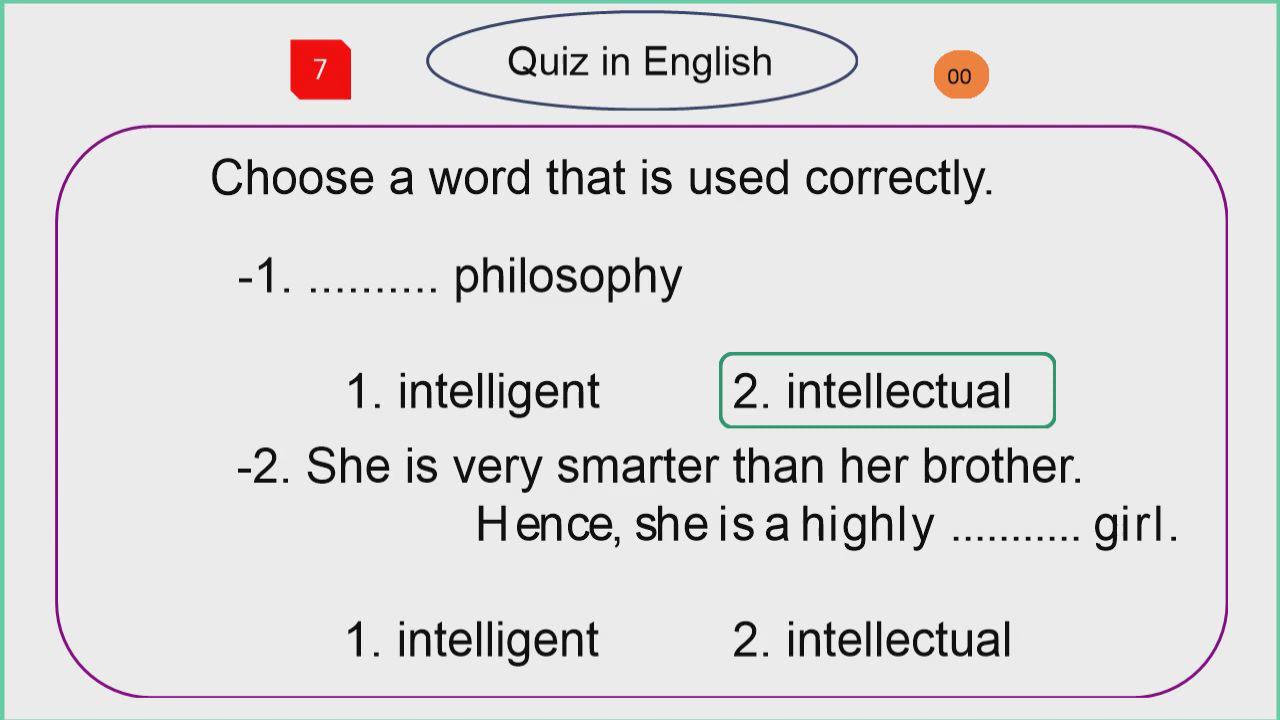 7
Quiz in English
00
Choose a word that is used correctly.
-1. .......... philosophy
1. intelligent 2. intellectual
-2. She is very smarter than her brother.
Hence, she is a highly ........... girl.
1. intelligent 2. intellectual